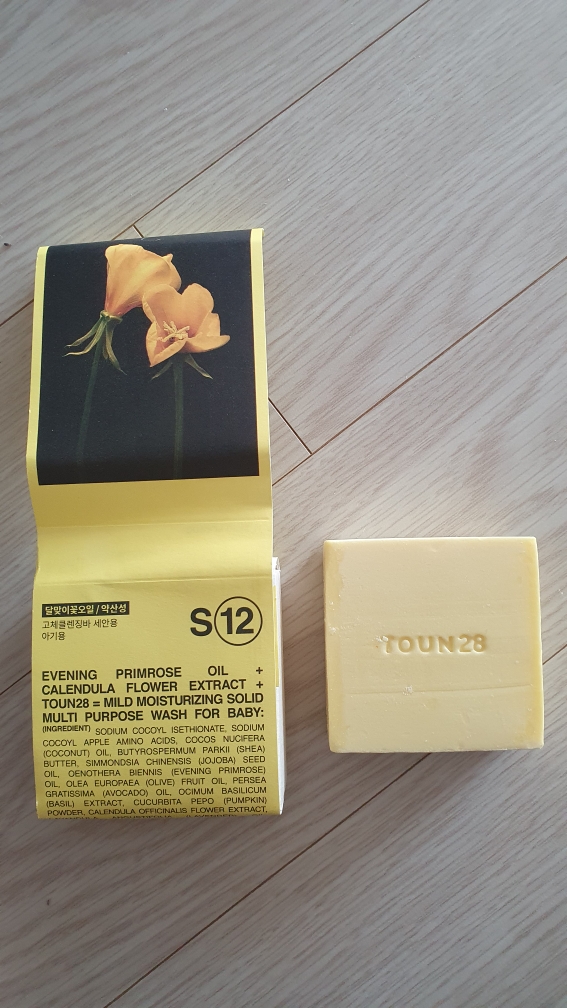 달맞이꽃오일 / 약산성
고체클렌징바 세안용
아기용
S⑫
EVENING PRIMROSE OIL +
CALENDULA FLOWER EXTRACT +
TOUN28 = MILD MOISTURIZING SOLID
MULTI PURPOSE WASH FOR BABY:
(INGREDIENT) SODIUM COCOYL ISETHIONATE, SODIUM
COCOYL APPLE AMINO ACIDS, COCOS NUCIFERA
(COCONUT) OIL, BUTYROSPERMUM PARKII (SHEA)
BUTTER, SIMMONDSIA CHINENSIS (JOJOBA) SEED
OIL, OENOTHERA BIENNIS (EVENING PRIMROSE)
OIL, OLEA EUROPAEA (OLIVE) FRUIT OIL, PERSEA
GRATISSIMA (AVOCADO) OIL, OCIMUM BASILICUM
(BASIL) EXTRACT, CUCURBITA PEPO (PUMPKIN)
POWDER, CALENDULA OFFICINALIS FLOWER EXTRACT,
TOUN28